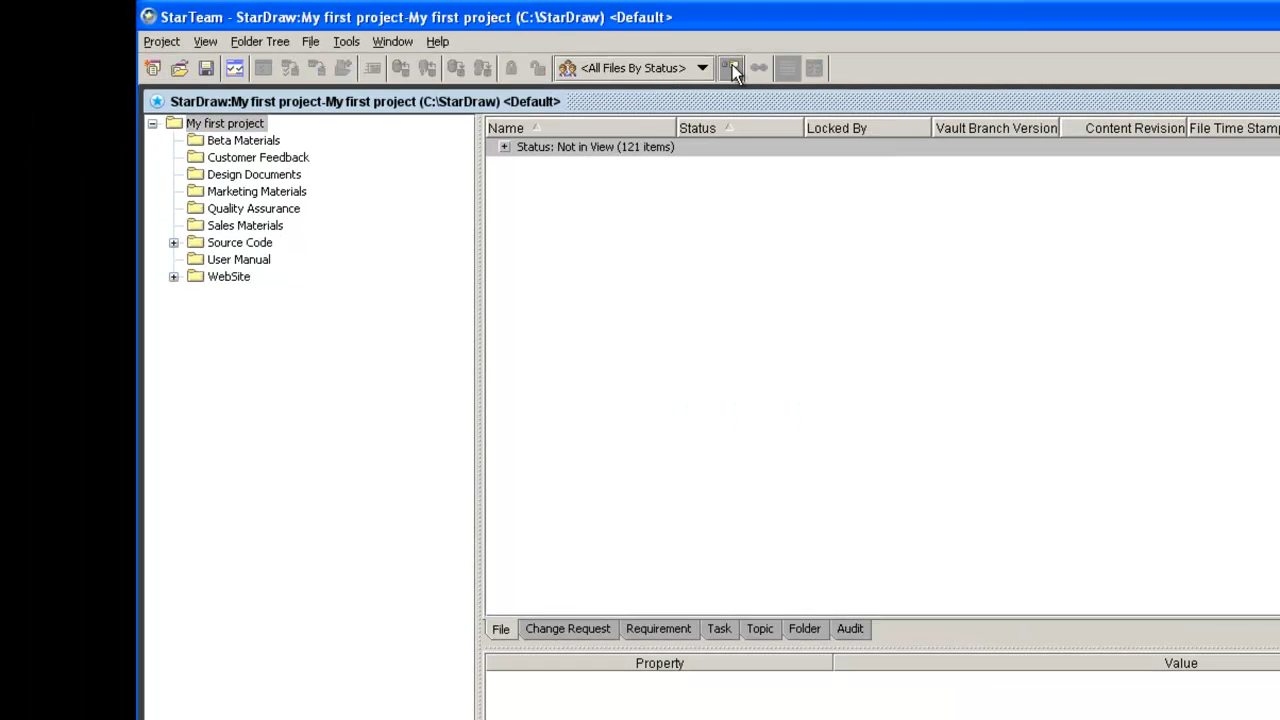 StarTeam - StarDraw:My first project-My first project (C:\StarDraw) <Default>
Project View Folder Tree File Tools Window Help
<All Files By Status>
StarDraw:My first project-My first project (C:\StarDraw) <Default>
My first project
Beta Materials
Customer Feedback
Design Documents
Marketing Materials
Quality Assurance
Sales Materials
Source Code
User Manual
WebSite
Name Status Locked By Vault Branch Version Content Revision File Time Stam
Status: Not in View (121 items)
File Change Request Requirement Task Topic Folder Audit
Property Value